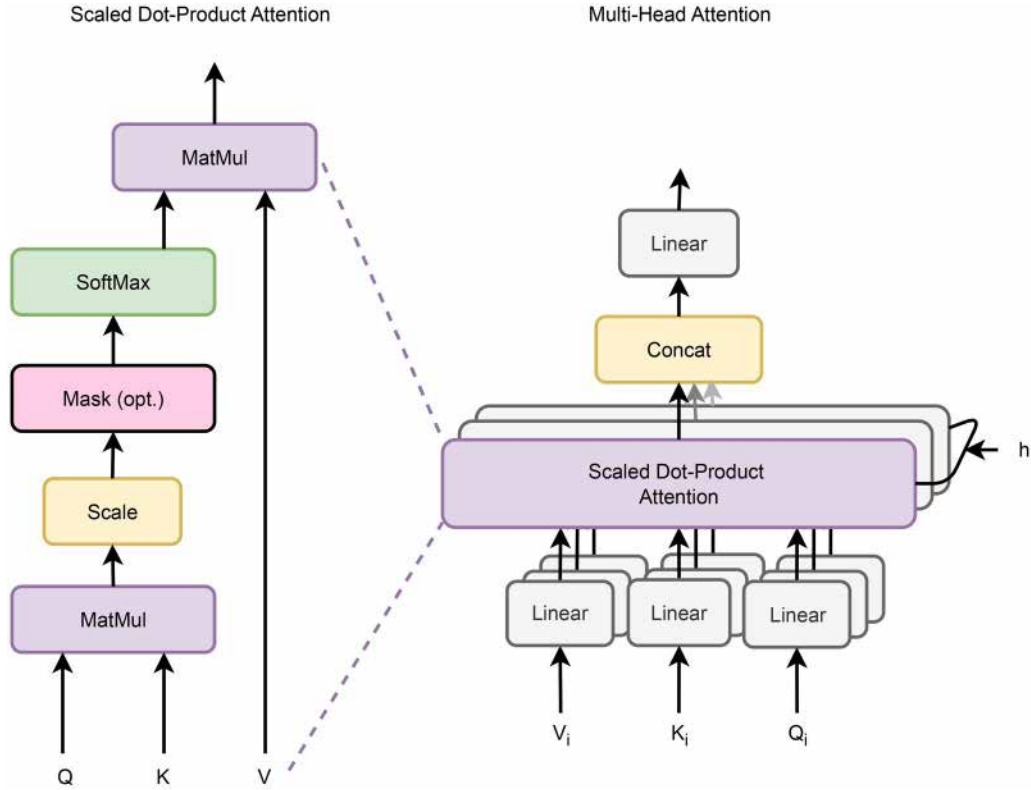 Scaled Dot-Product Attention
MatMul
SoftMax
Mask (opt.)
Scale
MatMul
Q
K
V
Multi-Head Attention
Linear
Concat
Scaled Dot-Product
Attention
h
Linear
Linear
Linear
Vi
Ki
Qi